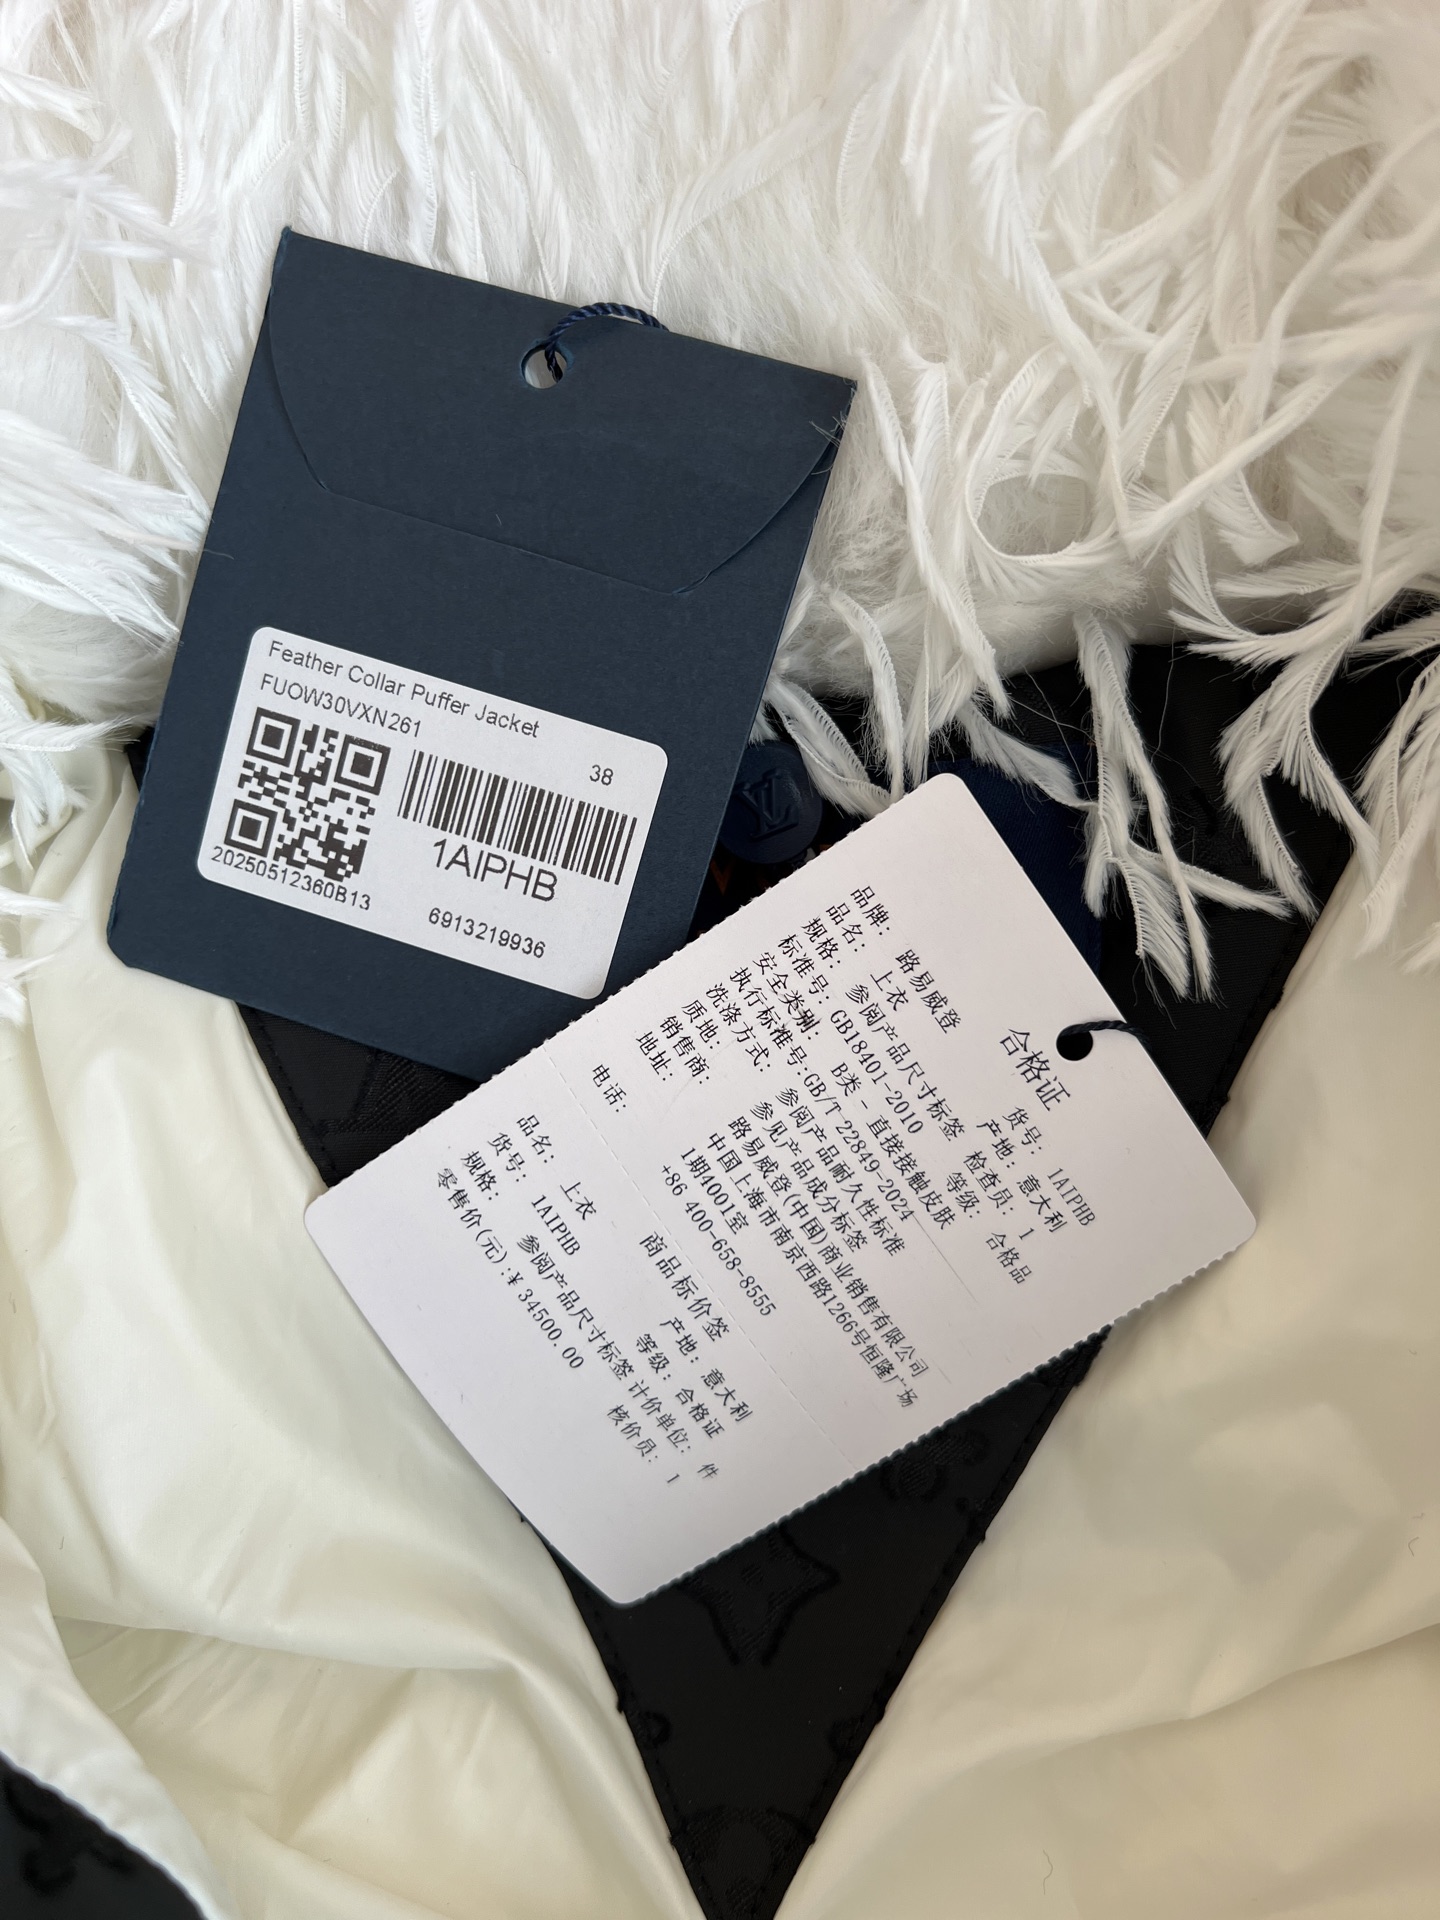 Feather Collar Puffer Jacket
FUOW30VXN261
38
1AIPHB
20250512360B13
6913219936
LV
合格证
品牌: 路易威登
货号: 1AIPHB
品名: 上衣
产地: 意大利
规格: 参阅产品尺寸标签
检查员: 1
标准号: GB18401-2010
等级: 合格品
安全类别: B类 - 直接接触皮肤
执行标准号:GB/T 22849-2024
洗涤方式: 参阅产品耐久性标准
质地: 参见产品成分标签
销售商: 路易威登(中国)商业销售有限公司
地址: 中国上海市南京西路1266号恒隆广场
1期4001室
电话: +86 400-658-8555
商品标价签
品名: 上衣
产地: 意大利
货号: 1AIPHB
等级: 合格证
规格: 参阅产品尺寸标签 计价单位: 件
零售价(元):¥ 34500.00
核价员: 1